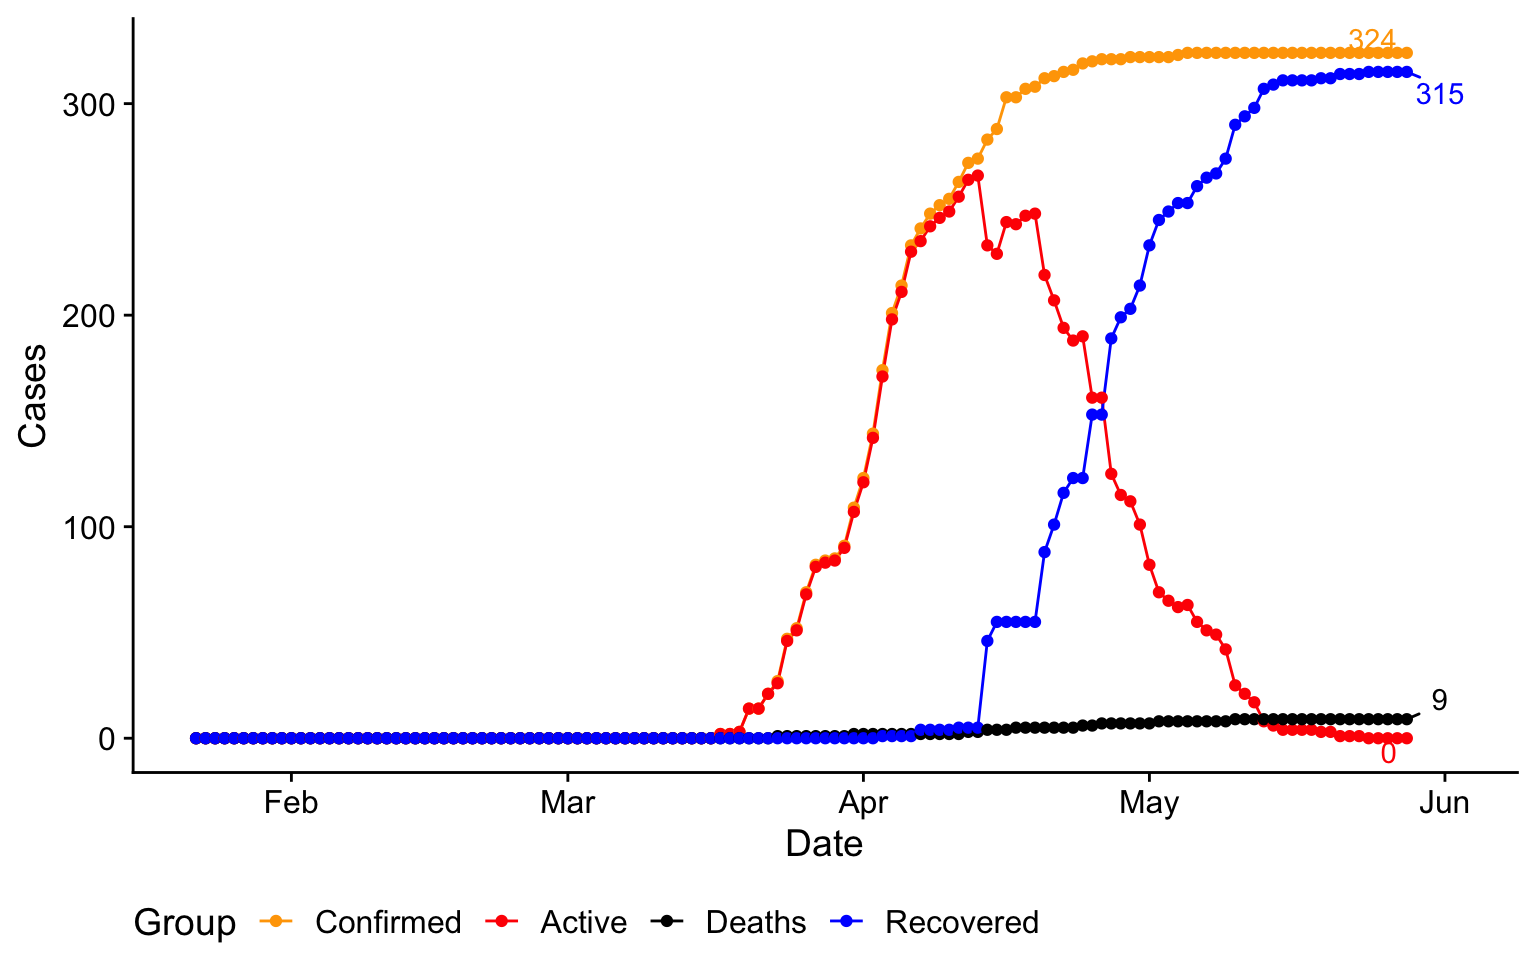 324
315
9
0
300
200
100
0
Cases
Feb Mar Apr May Jun
Date
Group Confirmed Active Deaths Recovered